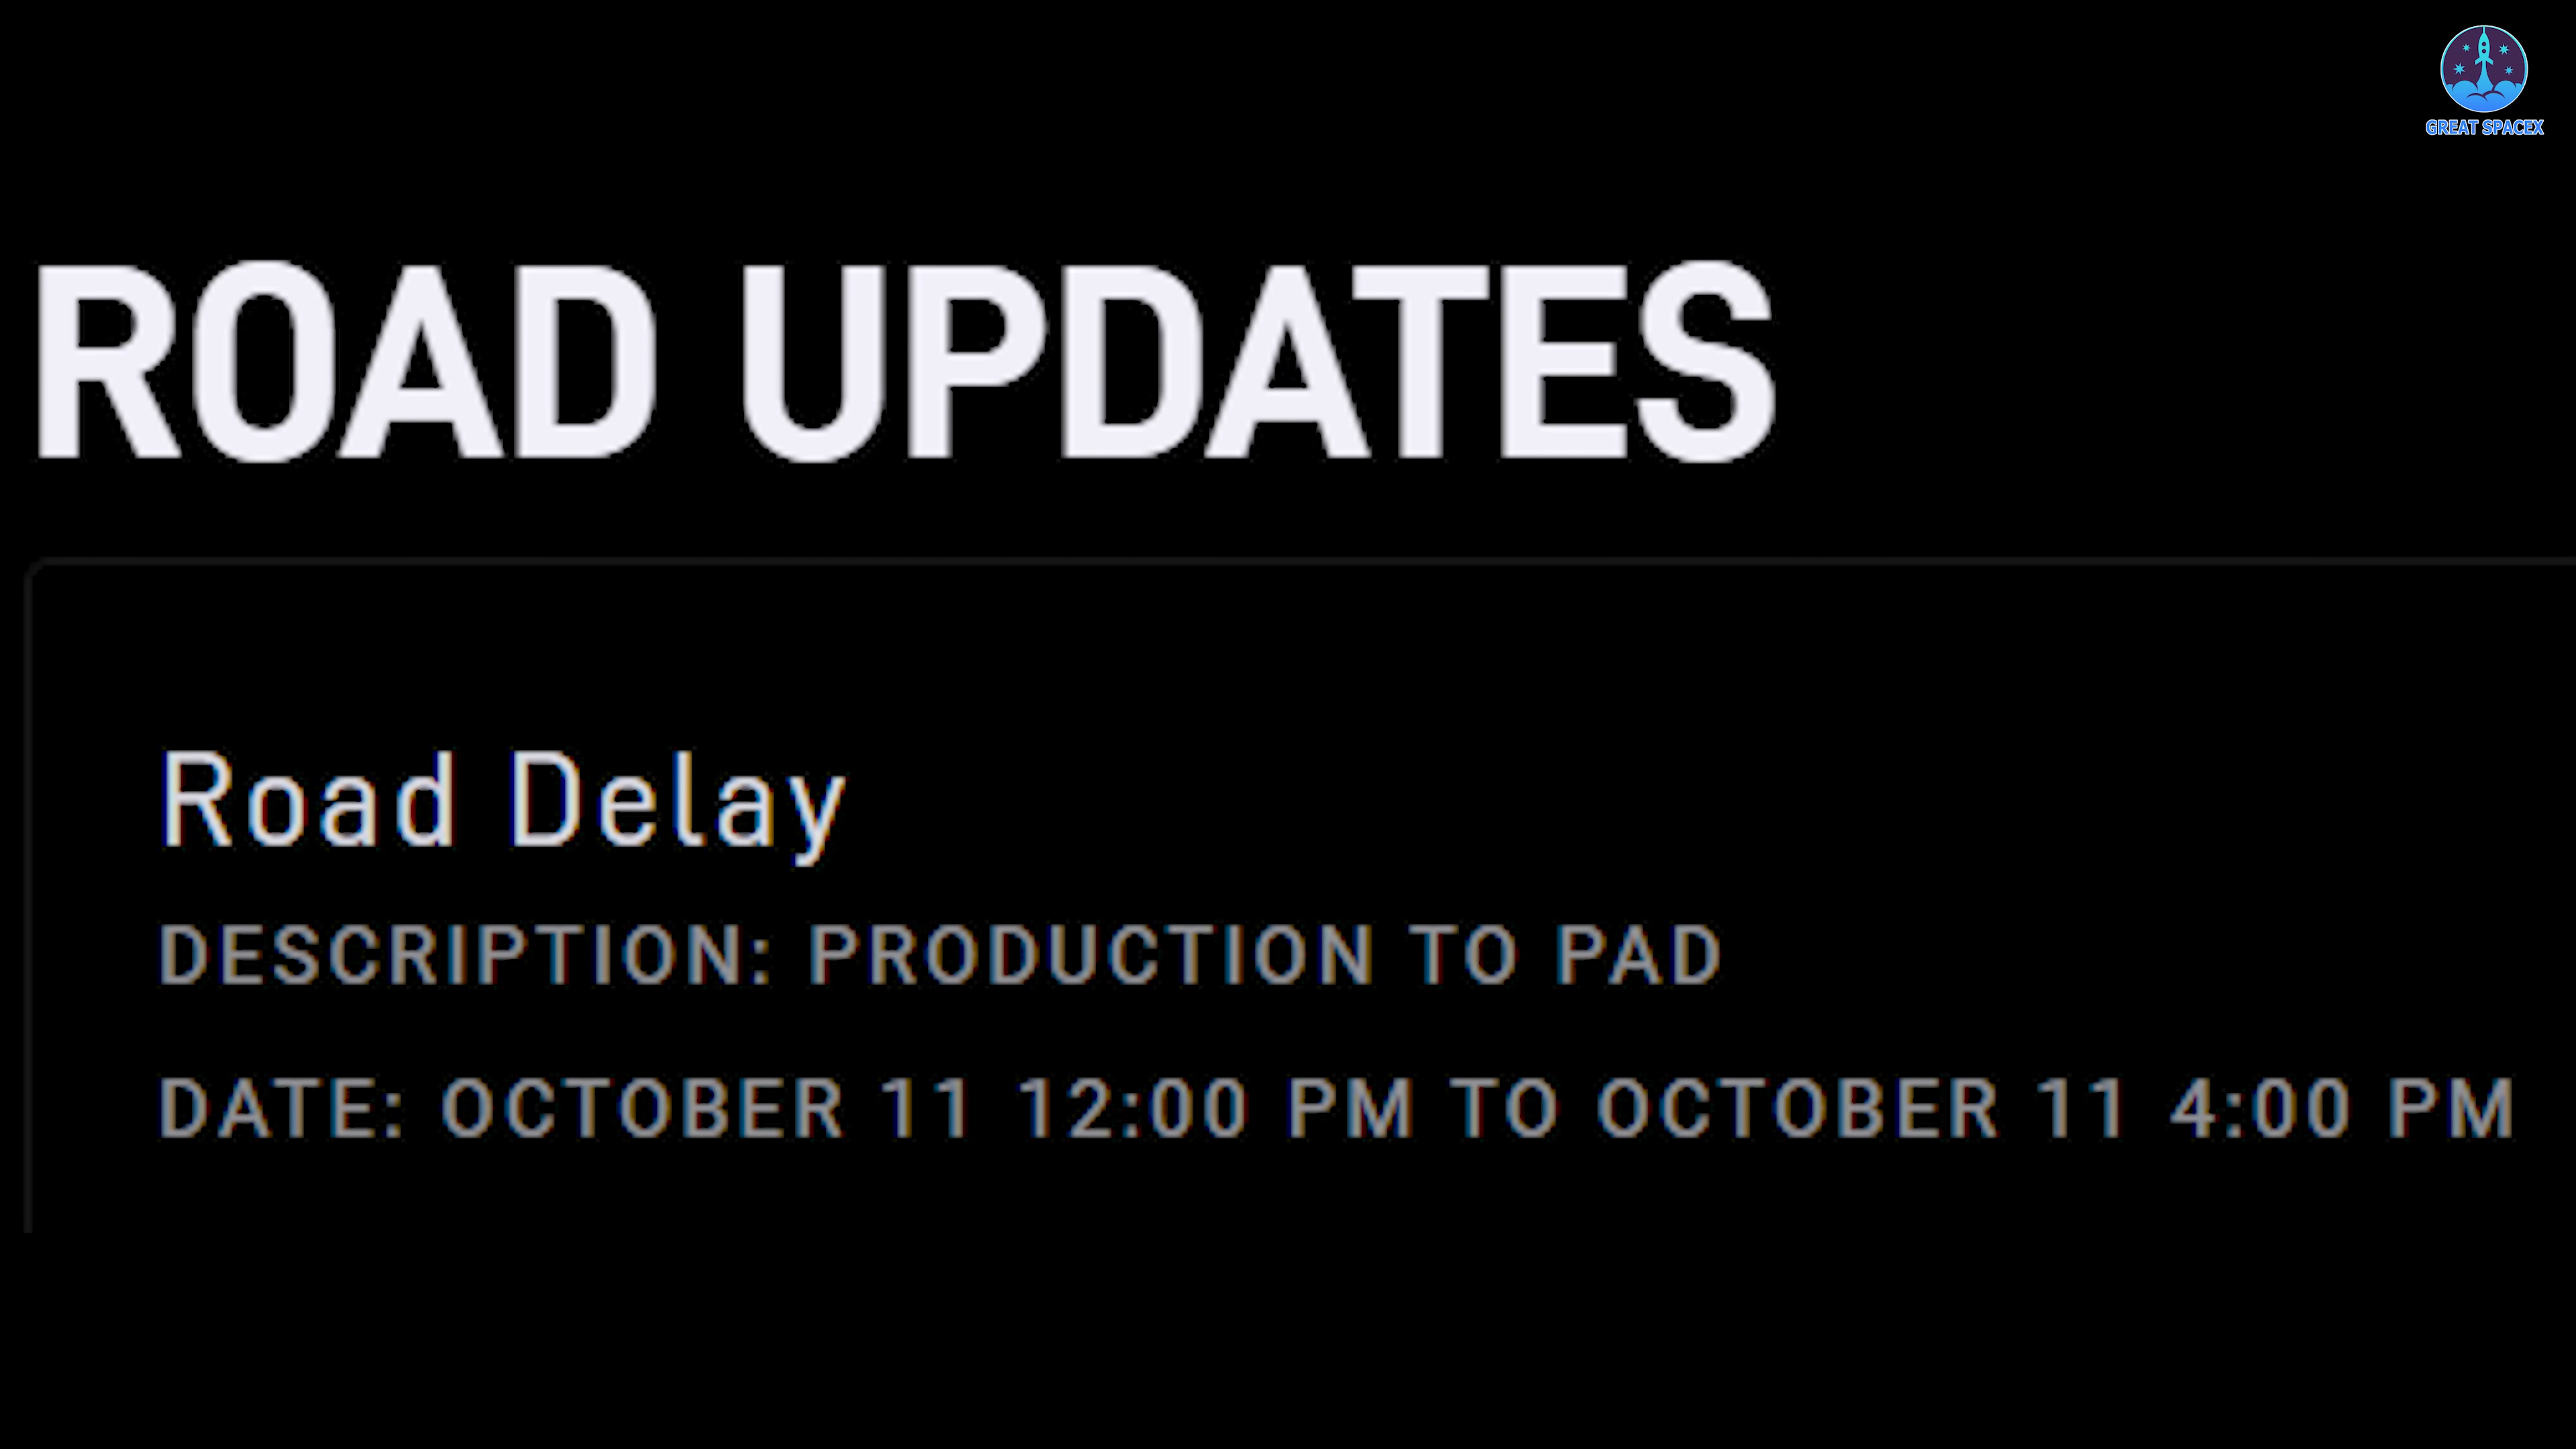 GREAT SPACEX
ROAD UPDATES
Road Delay
DESCRIPTION: PRODUCTION TO PAD
DATE: OCTOBER 11 12:00 PM TO OCTOBER 11 4:00 PM